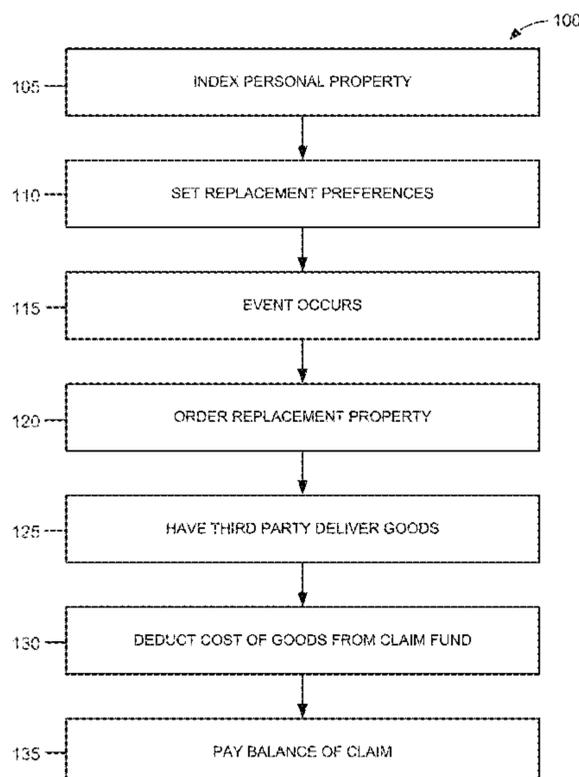 100
105
INDEX PERSONAL PROPERTY
110
SET REPLACEMENT PREFERENCES
115
EVENT OCCURS
120
ORDER REPLACEMENT PROPERTY
125
HAVE THIRD PARTY DELIVER GOODS
130
DEDUCT COST OF GOODS FROM CLAIM FUND
135
PAY BALANCE OF CLAIM